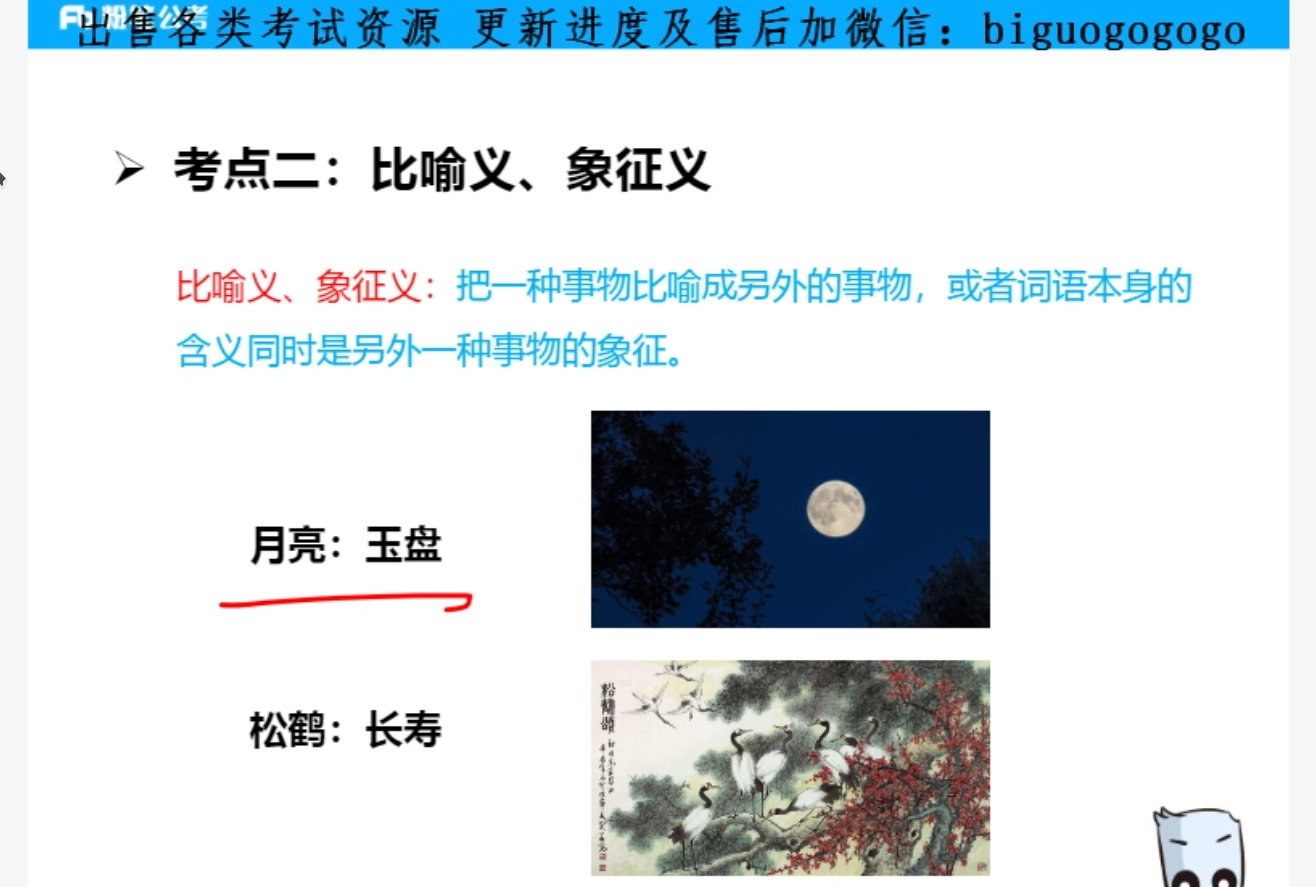 出售各类考试资源 更新进度及售后加微信：biguogogogo
考点二：比喻义、象征义
比喻义、象征义：把一种事物比喻成另外的事物，或者词语本身的
含义同时是另外一种事物的象征。
月亮：玉盘
松鹤：长寿